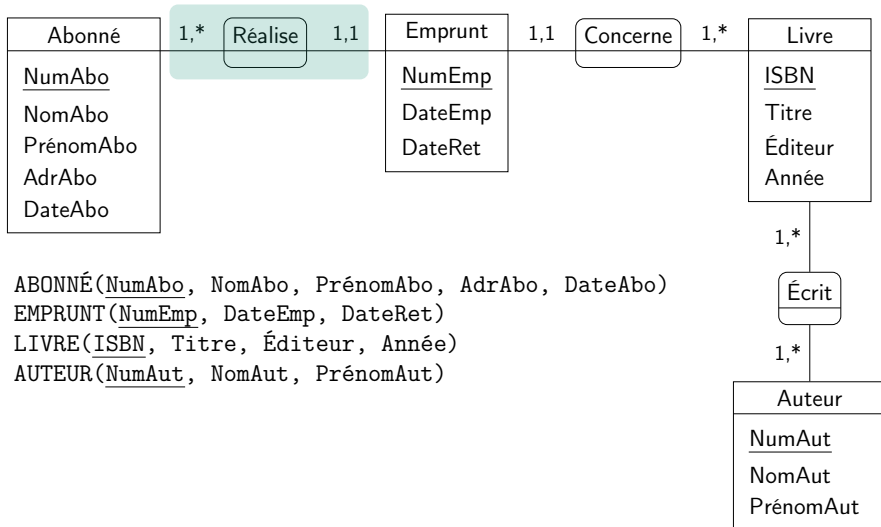 Abonné
NumAbo
NomAbo
PrénomAbo
AdrAbo
DateAbo
1,* Réalise 1,1
Emprunt
NumEmp
DateEmp
DateRet
1,1 Concerne 1,*
Livre
ISBN
Titre
Éditeur
Année
1,*
Écrit
1,*
Auteur
NumAut
NomAut
PrénomAut
ABONNÉ(NumAbo, NomAbo, PrénomAbo, AdrAbo, DateAbo)
EMPRUNT(NumEmp, DateEmp, DateRet)
LIVRE(ISBN, Titre, Éditeur, Année)
AUTEUR(NumAut, NomAut, PrénomAut)